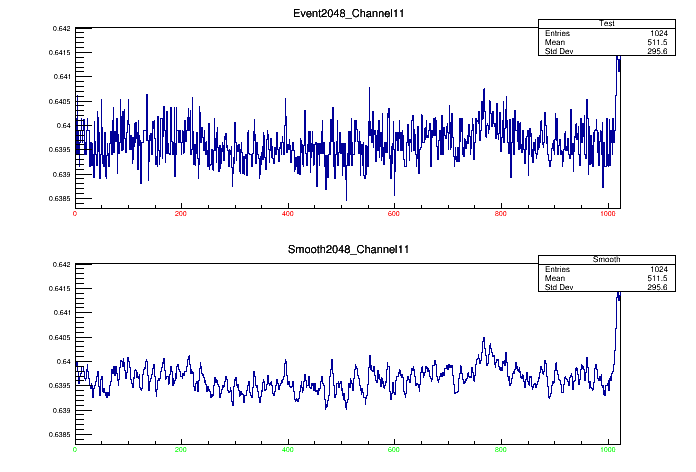 Event2048_Channel11
Test
Entries 1024
Mean 511.5
Std Dev 295.6
0.642
0.6415
0.641
0.6405
0.64
0.6395
0.639
0.6385
0 200 400 600 800 1000
Smooth2048_Channel11
Smooth
Entries 1024
Mean 511.5
Std Dev 295.6
0.642
0.6415
0.641
0.6405
0.64
0.6395
0.639
0.6385
0 200 400 600 800 1000